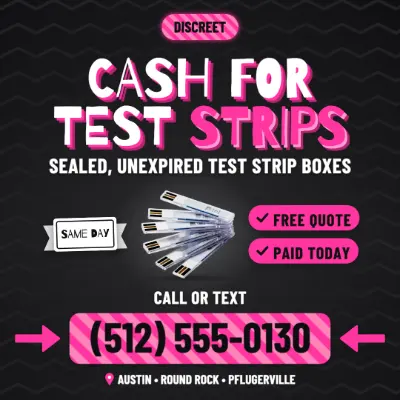 DISCREET
CASH FOR
TEST STRIPS
SEALED, UNEXPIRED TEST STRIP BOXES
SAME DAY
FREE QUOTE
PAID TODAY
CALL OR TEXT
(512) 555-0130
AUSTIN • ROUND ROCK • PFLUGERVILLE